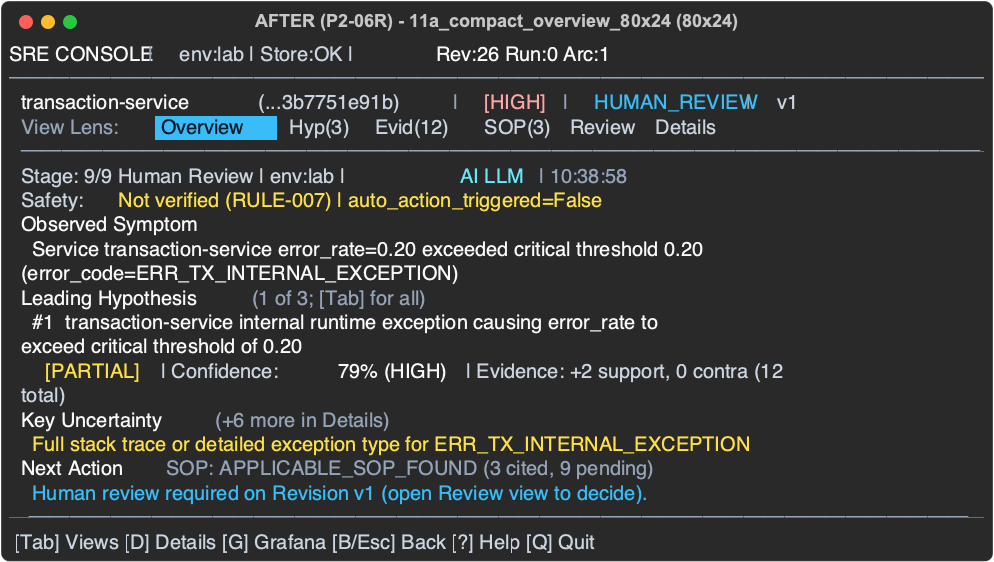 AFTER (P2-06R) - 11a_compact_overview_80x24 (80x24)
SRE CONSOLE | env:lab | Store:OK | Rev:26 Run:0 Arc:1
transaction-service (...3b7751e91b) | [HIGH] | HUMAN_REVIEW v1
View Lens: Overview Hyp(3) Evid(12) SOP(3) Review Details
Stage: 9/9 Human Review | env:lab | AI LLM | 10:38:58
Safety: Not verified (RULE-007) | auto_action_triggered=False
Observed Symptom
Service transaction-service error_rate=0.20 exceeded critical threshold 0.20
(error_code=ERR_TX_INTERNAL_EXCEPTION)
Leading Hypothesis (1 of 3; [Tab] for all)
#1 transaction-service internal runtime exception causing error_rate to
exceed critical threshold of 0.20
[PARTIAL] | Confidence: 79% (HIGH) | Evidence: +2 support, 0 contra (12
total)
Key Uncertainty (+6 more in Details)
Full stack trace or detailed exception type for ERR_TX_INTERNAL_EXCEPTION
Next Action SOP: APPLICABLE_SOP_FOUND (3 cited, 9 pending)
Human review required on Revision v1 (open Review view to decide).
[Tab] Views [D] Details [G] Grafana [B/Esc] Back [?] Help [Q] Quit